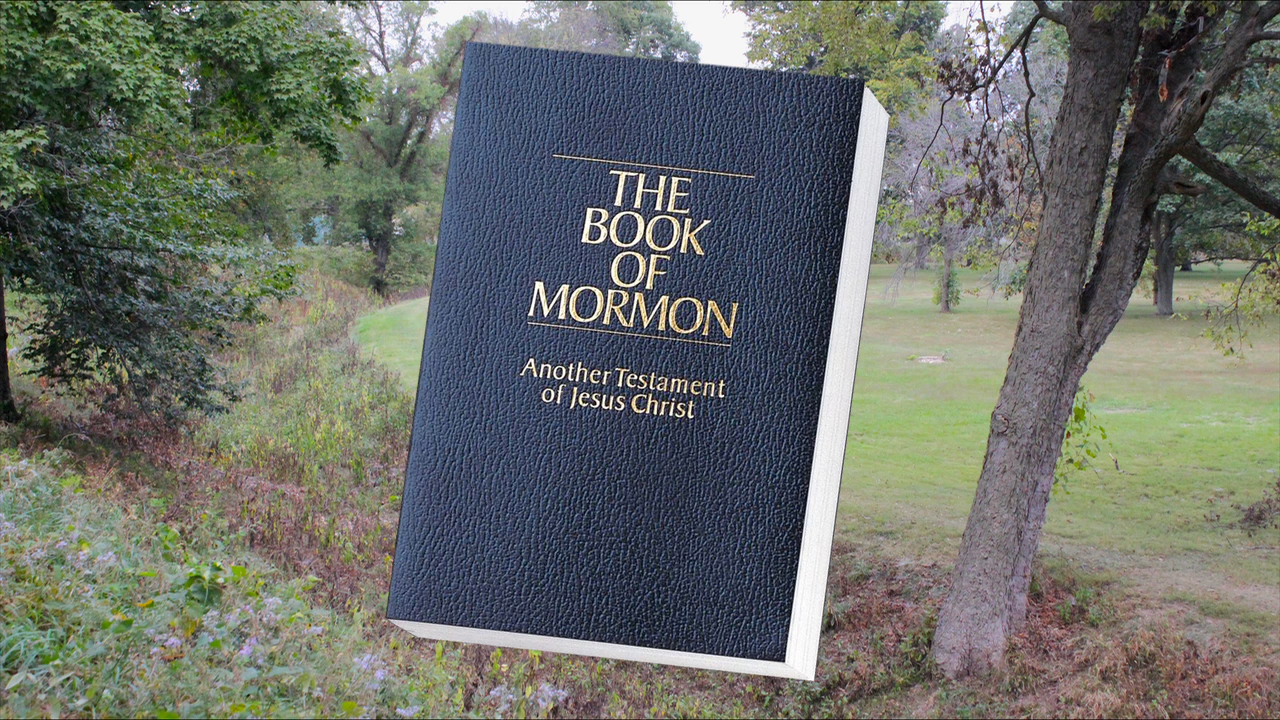 THE
BOOK
OF
MORMON
Another Testament
of Jesus Christ